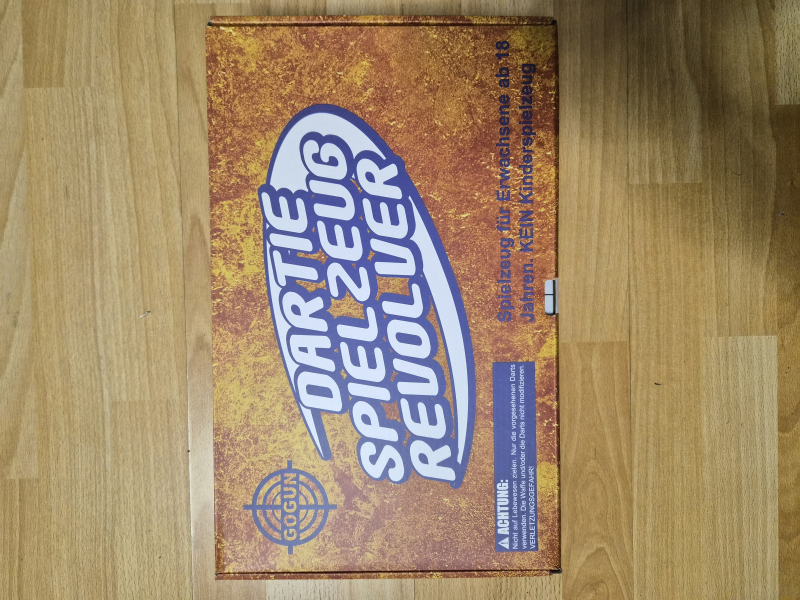 GOGUN
DARTIE
SPIELZEUG
REVOLVER
Spielzeug für Erwachsene ab 18
Jahren. KEIN Kinderspielzeug
ACHTUNG:
Nicht auf Lebewesen zielen. Nur die vorgesehenen Darts
verwenden. Die Waffe und/oder die Darts nicht modifizieren.
VERLETZUNGSGEFAHR!